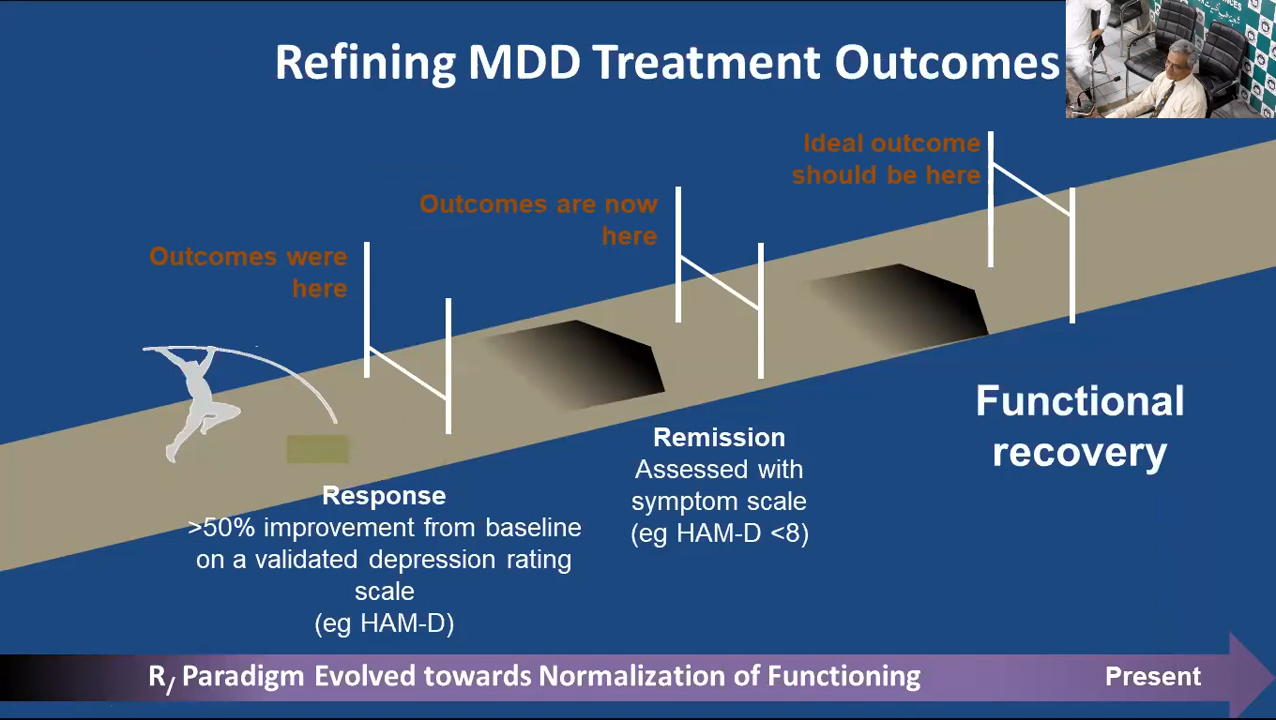 Refining MDD Treatment Outcomes
Ideal outcome
should be here
Outcomes are now
here
Outcomes were
here
Functional
recovery
Remission
Assessed with
symptom scale
(eg HAM-D <8)
Response
>50% improvement from baseline
on a validated depression rating
scale
(eg HAM-D)
R/ Paradigm Evolved towards Normalization of Functioning
Present